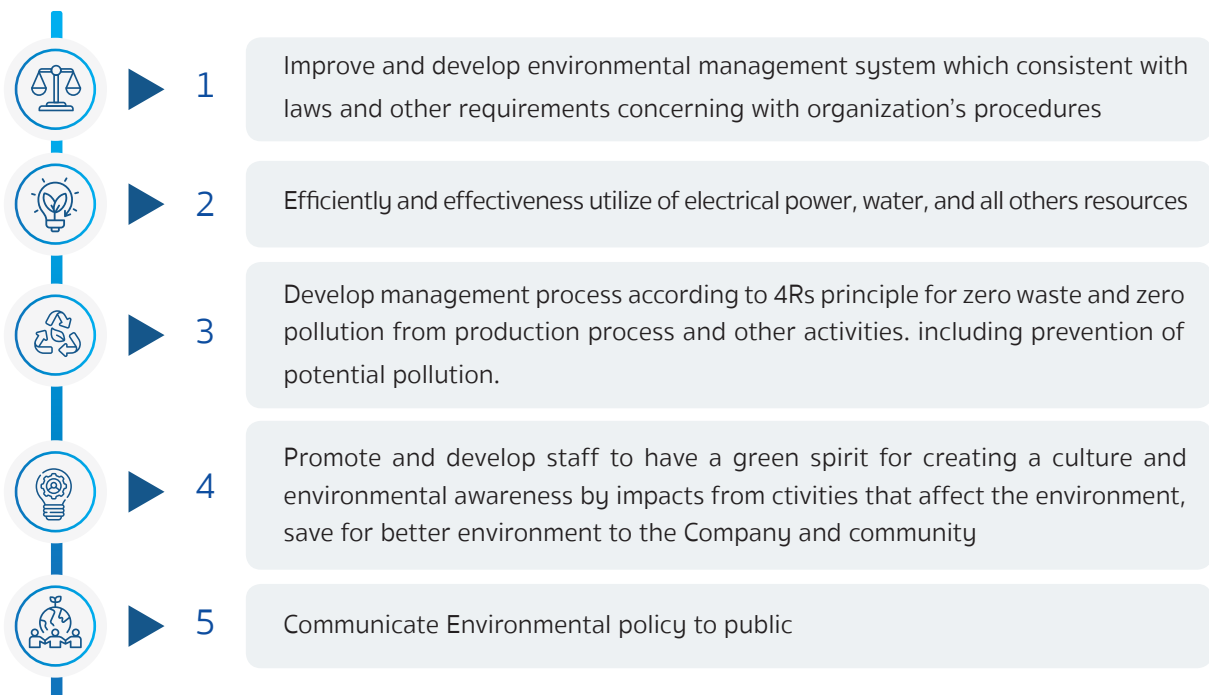 1
Improve and develop environmental management system which consistent with
laws and other requirements concerning with organization's procedures
2
Efficiently and effectiveness utilize of electrical power, water, and all others resources
3
Develop management process according to 4Rs principle for zero waste and zero
pollution from production process and other activities. including prevention of
potential pollution.
4
Promote and develop staff to have a green spirit for creating a culture and
environmental awareness by impacts from ctivities that affect the environment,
save for better environment to the Company and community
5
Communicate Environmental policy to public